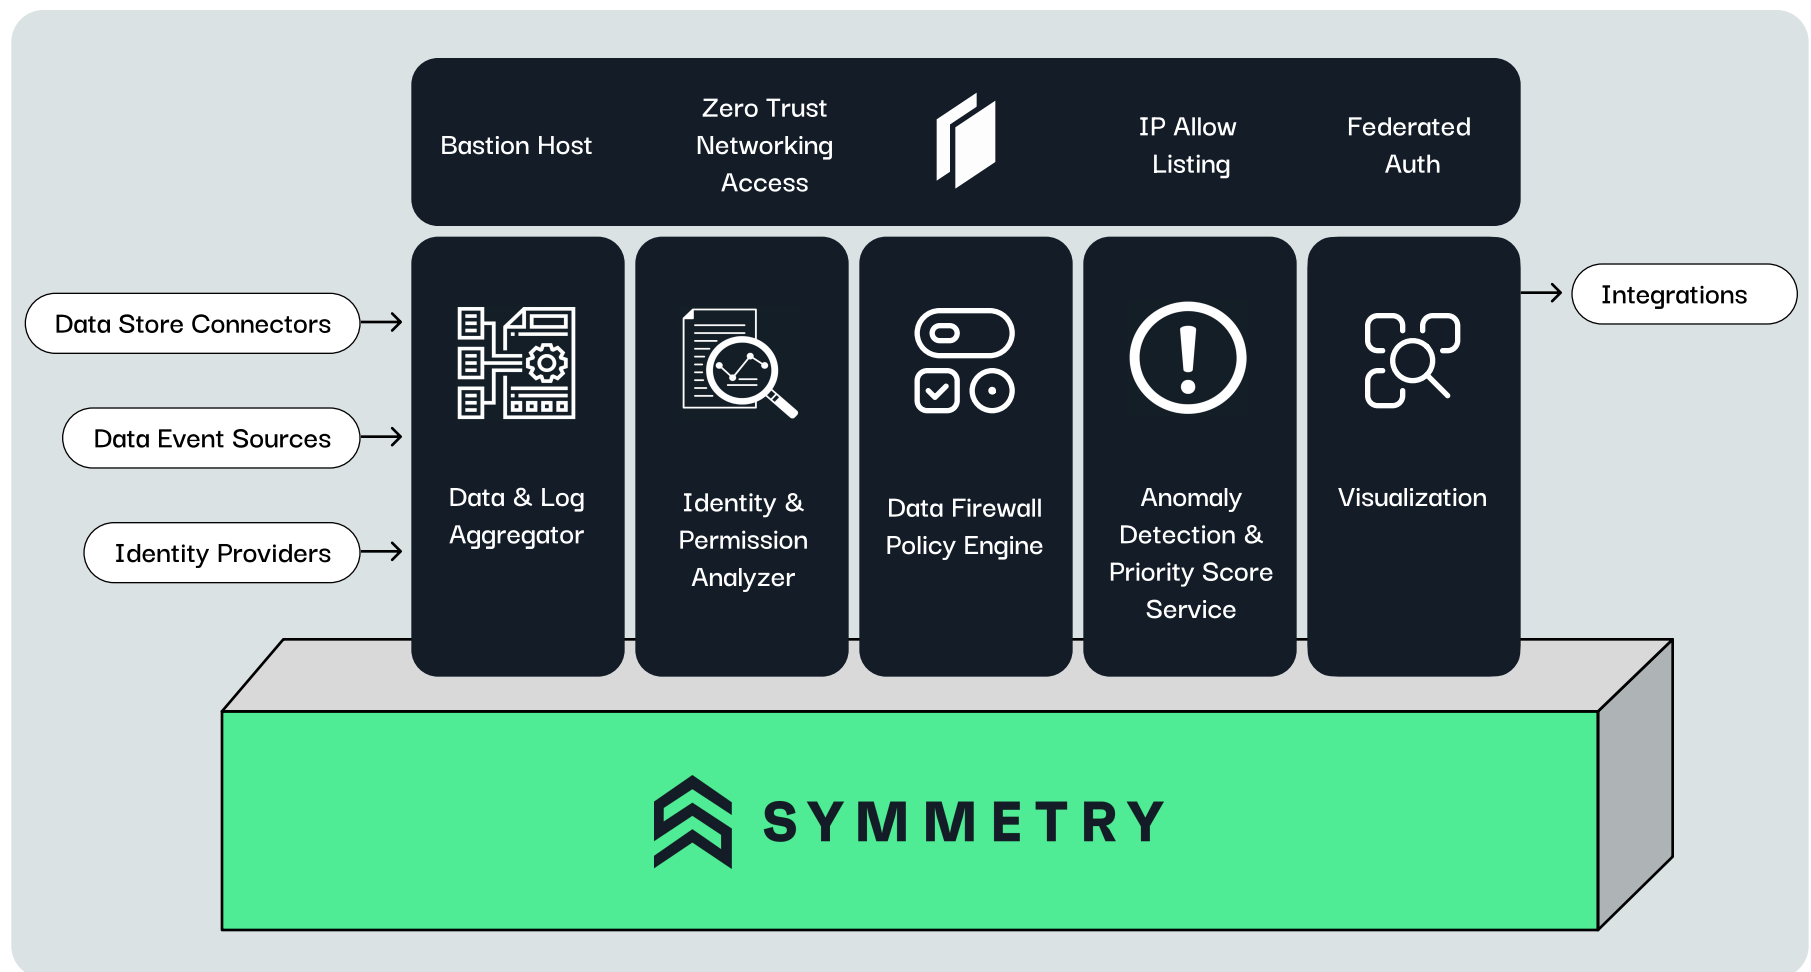 Bastion Host
Zero Trust
Networking
Access
IP Allow
Listing
Federated
Auth
Data Store Connectors
Data Event Sources
Identity Providers
Data & Log
Aggregator
Identity &
Permission
Analyzer
Data Firewall
Policy Engine
Anomaly
Detection &
Priority Score
Service
Visualization
Integrations
SYMMETRY